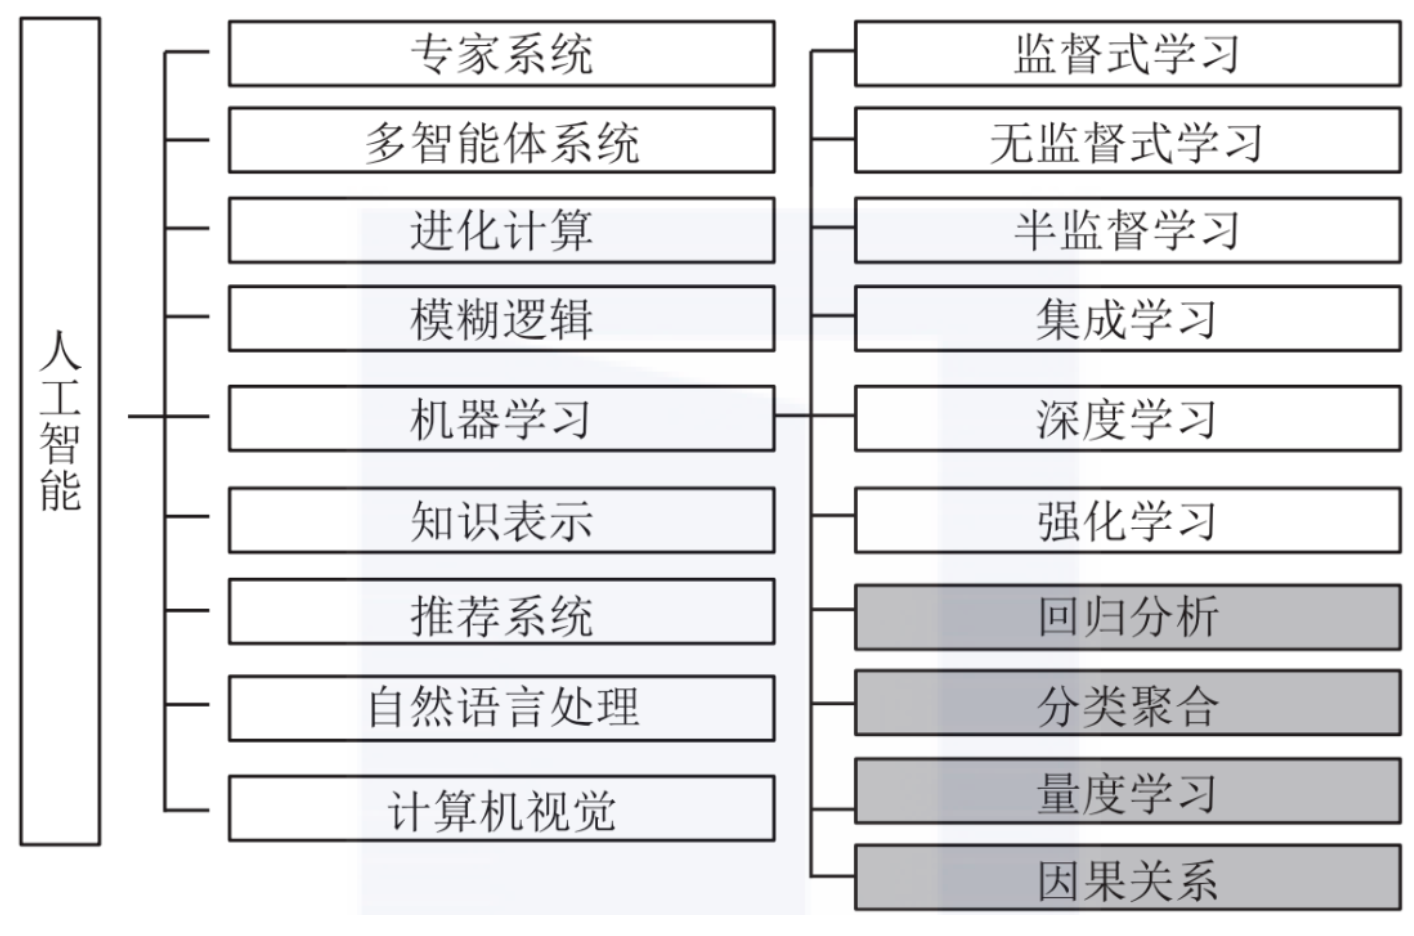 人工智能
专家系统
多智能体系统
进化计算
模糊逻辑
机器学习
知识表示
推荐系统
自然语言处理
计算机视觉
监督式学习
无监督式学习
半监督学习
集成学习
深度学习
强化学习
回归分析
分类聚合
量度学习
因果关系